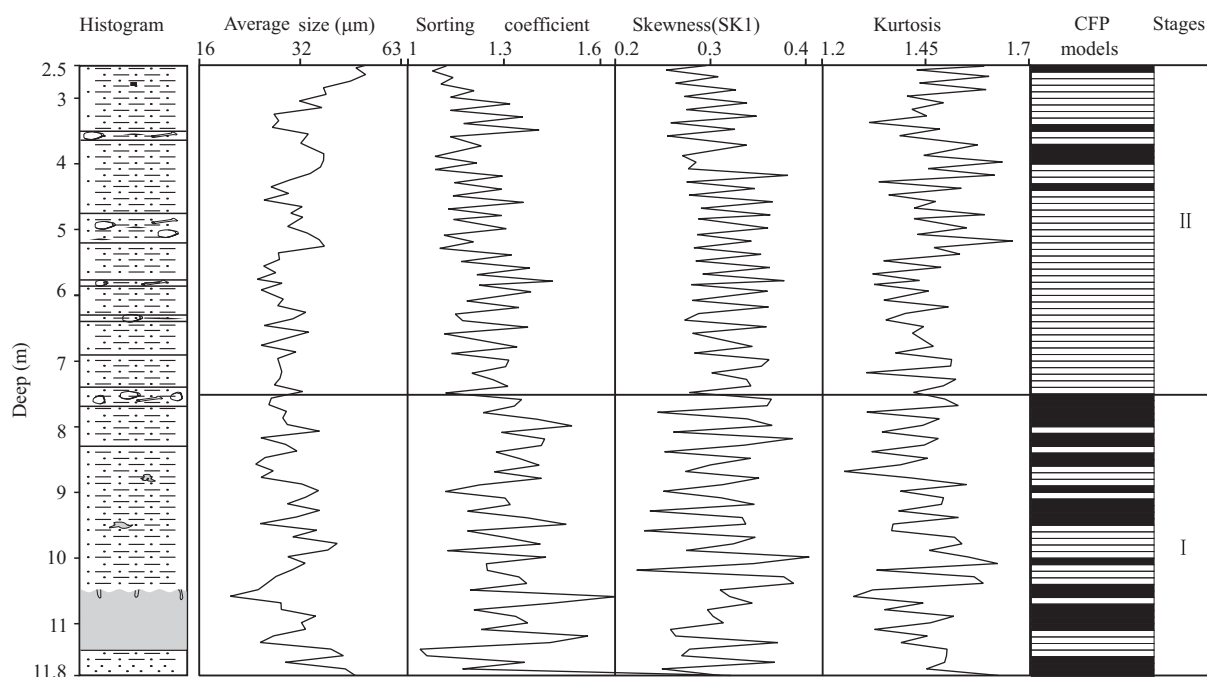 Histogram Average size (μm) Sorting coefficient Skewness(SK1) Kurtosis CFP models Stages
16 32 63 1 1.3 1.6 0.2 0.3 0.4 1.2 1.45 1.7
2.5
3
4
5
6
7
8
9
10
11
11.8
Deep (m)
II
I